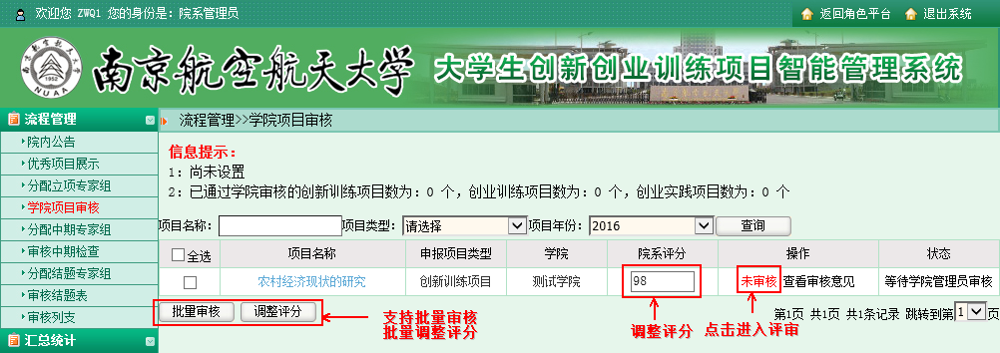 欢迎您 ZWQ1 您的身份是：院系管理员
返回角色平台 退出系统
1952
NUAA
南京航空航天大学
大学生创新创业训练项目智能管理系统
流程管理
流程管理>>学院项目审核
院内公告
优秀项目展示
分配立项专家组
学院项目审核
分配中期专家组
审核中期检查
分配结题专家组
审核结题表
审核列支
汇总统计
信息提示：
1：尚未设置
2：已通过学院审核的创新训练项目数为：0 个，创业训练项目数为：0 个，创业实践项目数为：0 个
项目名称： 项目类型：请选择 项目年份：2016 查询
全选 项目名称 申报项目类型 学院 院系评分 操作 状态
农村经济现状的研究 创新训练项目 测试学院 98 未审核 查看审核意见 等待学院管理员审核
批量审核 调整评分
第1页 共1页 共1条记录 跳转到第 1 页
支持批量审核
批量调整评分
调整评分
点击进入评审